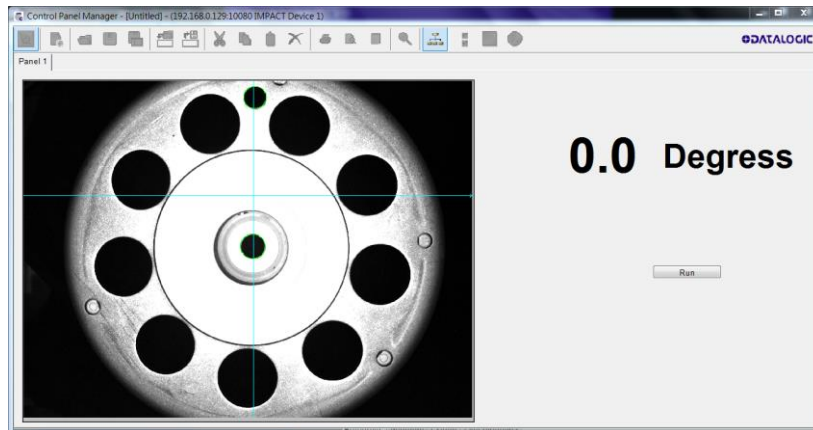 Control Panel Manager - [Untitled] - (192.168.0.129:10080 IMPACT Device 1)
DATALOGIC
Panel 1
0.0 Degress
Run